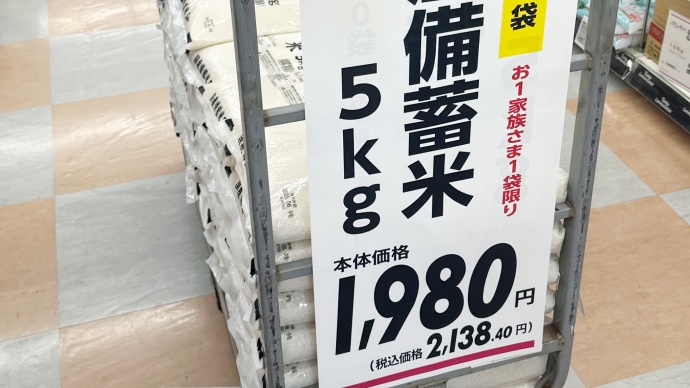 袋
備蓄米
5kg
お1家族さま1袋限り
本体価格
1,980円
(税込価格 2,138.40円)